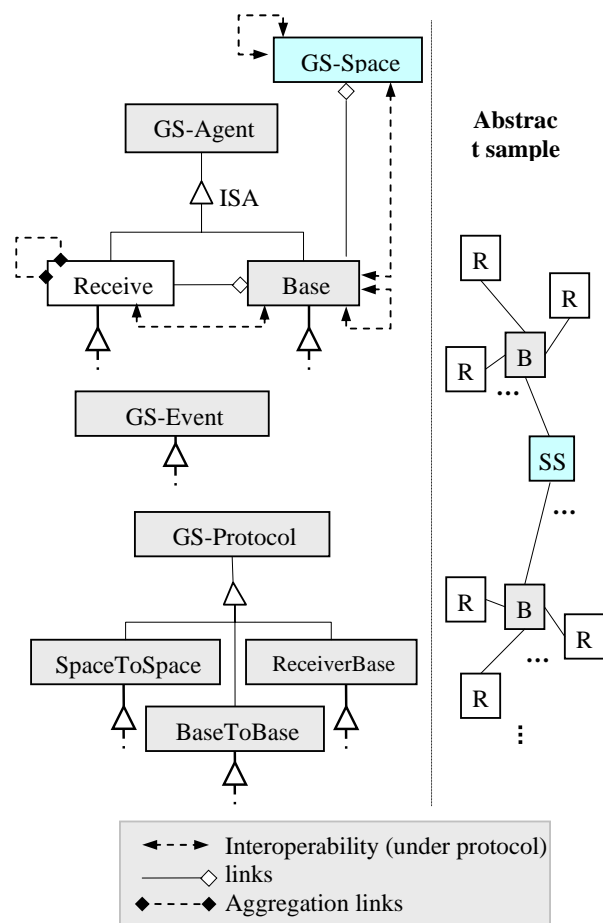 GS-Space
GS-Agent
ISA
Receive
Base
GS-Event
GS-Protocol
SpaceToSpace
ReceiverBase
BaseToBase
Abstrac
t sample
R
R
B
R
...
SS
...
R
B
R
...
R
...
Interoperability (under protocol)
links
Aggregation links